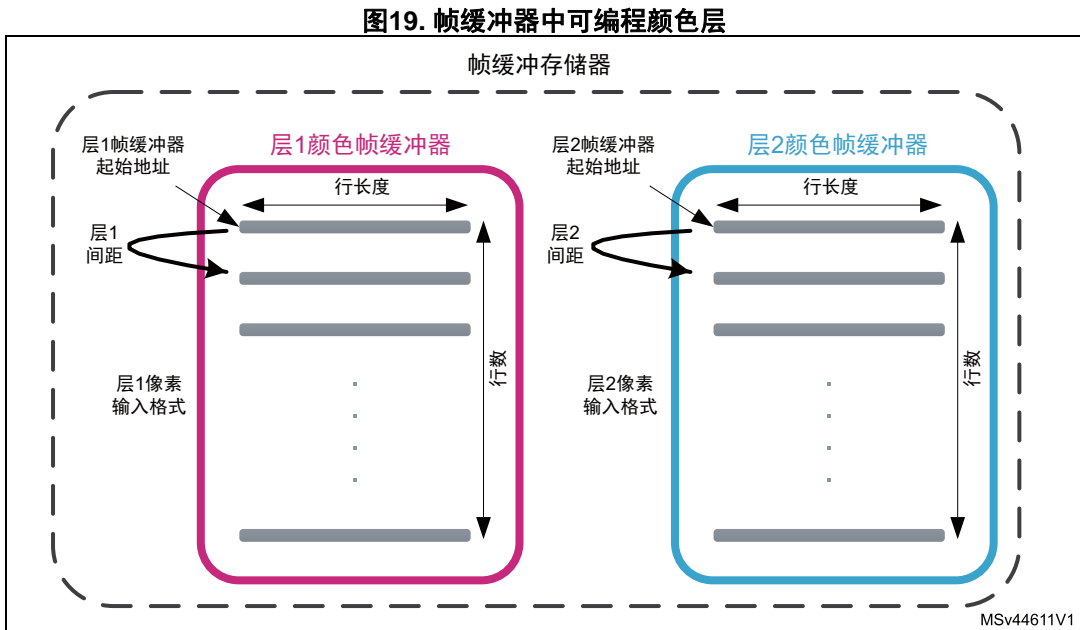 图19. 帧缓冲器中可编程颜色层
帧缓冲存储器
层1帧缓冲器
起始地址
层1颜色帧缓冲器
行长度
层1
间距
行数
层1像素
输入格式
层2帧缓冲器
起始地址
层2颜色帧缓冲器
行长度
层2
间距
行数
层2像素
输入格式
MSv44611V1